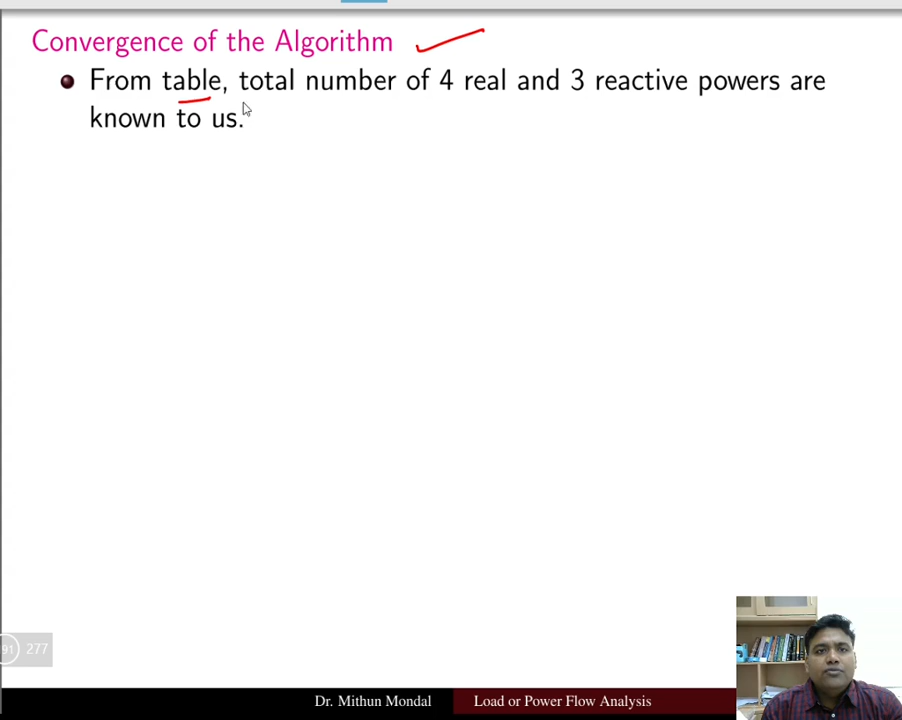 Convergence of the Algorithm
From table, total number of 4 real and 3 reactive powers are
known to us.
91 277
Dr. Mithun Mondal Load or Power Flow Analysis